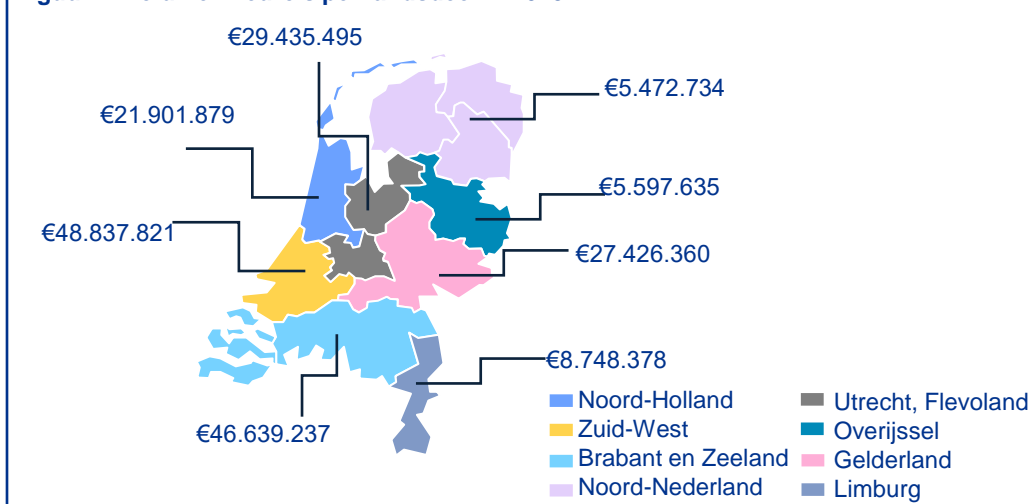 €29.435.495
€5.472.734
€21.901.879
€5.597.635
€48.837.821
€27.426.360
€8.748.378
€46.639.237
Noord-Holland
Zuid-West
Brabant en Zeeland
Noord-Nederland
Utrecht, Flevoland
Overijssel
Gelderland
Limburg